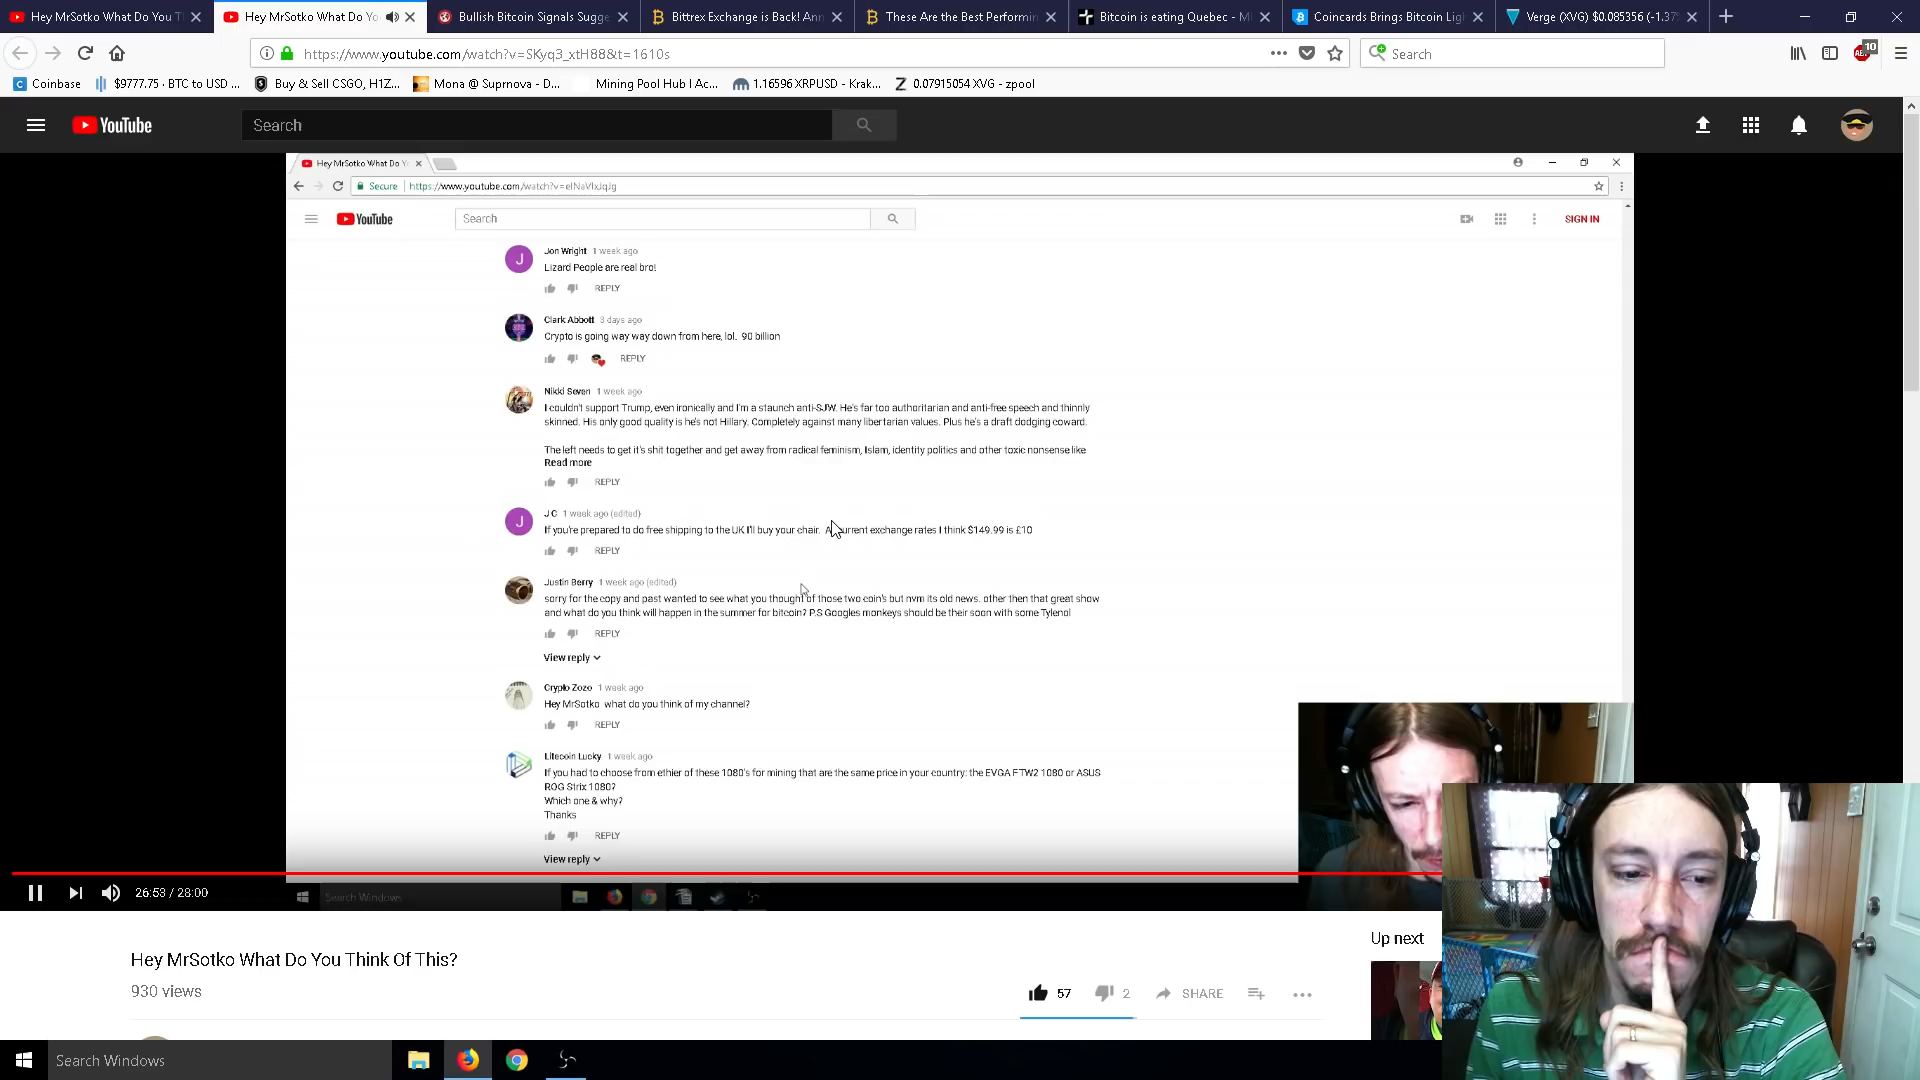 Hey MrSotko What Do You T
Hey MrSotko What Do Yo
Bullish Bitcoin Signals Sugge
Bittrex Exchange is Back! Ann
These Are the Best Performin
Bitcoin is eating Quebec - MI
Coincards Brings Bitcoin Lig
Verge (XVG) $0.085356 (-1.37%
https://www.youtube.com/watch?v=SKyq3_xtH88&t=1610s
Search
10
Coinbase
$9777.75 · BTC to USD ...
Buy & Sell CSGO, H1Z...
Mona @ Suprnova - D...
Mining Pool Hub | Ac...
1.16596 XRPUSD - Krak...
0.07915054 XVG - zpool
YouTube
Search
Hey MrSotko What Do Y
Secure
https://www.youtube.com/watch?v=
YouTube
Search
SIGN IN
J
Jon Wright 1 week ago
Lizard People are real bro!
REPLY
Clark Abbott 3 days ago
Crypto is going way way down from here, lol. 90 billion
REPLY
Nikki Seven 1 week ago
I couldn't support Trump, even ironically and I'm a staunch anti-SJW. He's far too authoritarian and anti-free speech and thinnly
skinned. His only good quality is he's not Hillary. Completely against many libertarian values. Plus he's a draft dodging coward.
The left needs to get it's shit together and get away from radical feminism, Islam, identity politics and other toxic nonsense like
Read more
REPLY
J
J C 1 week ago (edited)
If you're prepared to do free shipping to the UK I'll buy your chair. A current exchange rates I think $149.99 is £10
REPLY
Justin Berry 1 week ago (edited)
sorry for the copy and past wanted to see what you thought of those two coin's but nvm its old news. other then that great show
and what do you think will happen in the summer for bitcoin? P.S Googles monkeys should be their soon with some Tylenol
REPLY
View reply
Crypto Zozo 1 week ago
Hey MrSotko what do you think of my channel?
REPLY
Litecoin Lucky 1 week ago
If you had to choose from ethier of these 1080's for mining that are the same price in your country: the EVGA FTW2 1080 or ASUS
ROG Strix 1080?
Which one & why?
Thanks
REPLY
View reply
26:53 / 28:00
Search Windows
Hey MrSotko What Do You Think Of This?
930 views
57
2
SHARE
Up next
Search Windows